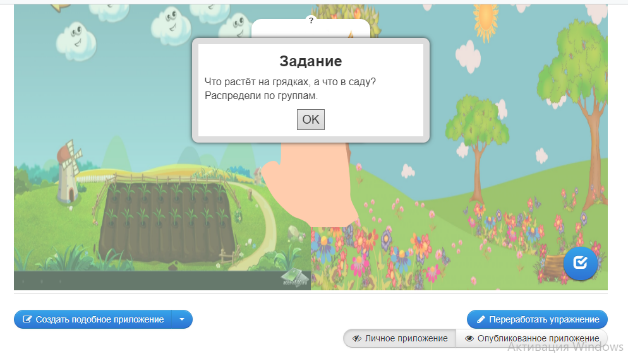 ?
Задание
Что растёт на грядках, а что в саду?
Распредели по группам.
OK
Создать подобное приложение
Переработать упражнение
Личное приложение
Опубликованное приложение
Активация Windows